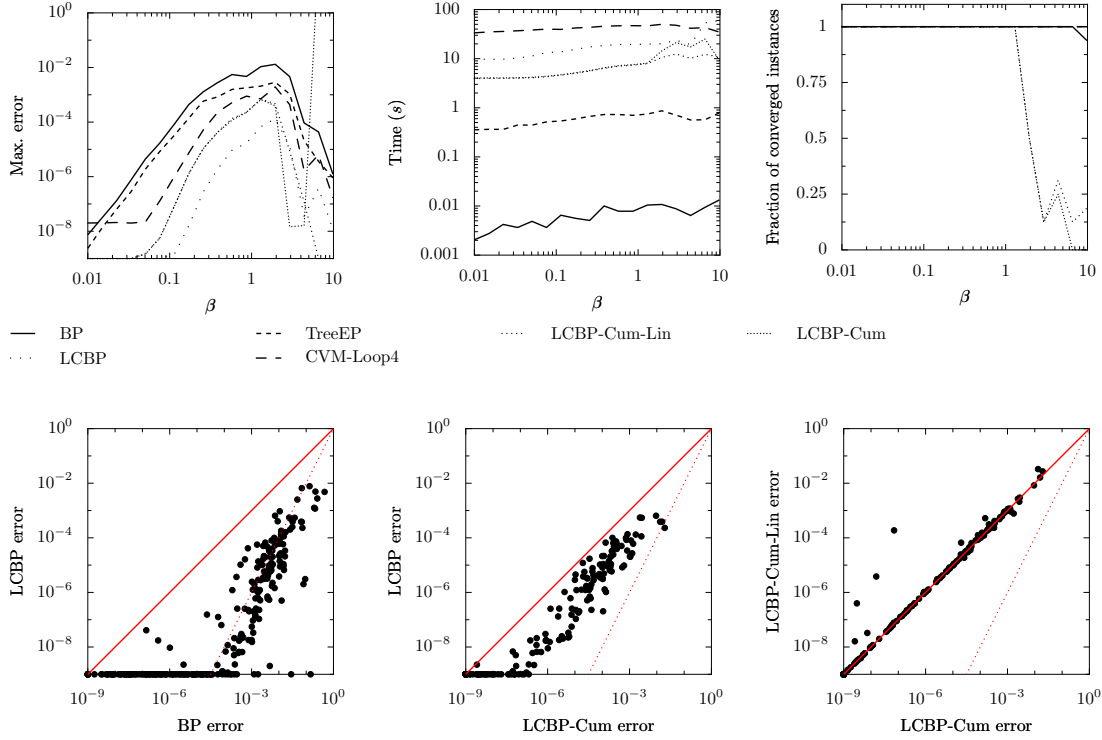 Max. error
10^0
10^-2
10^-4
10^-6
10^-8
0.01 0.1 1 10
β
Time (s)
100 s
100
10
1
0.1
0.01
0.001
0.01 0.1 1 10
β
Fraction of converged instances
1
0.75
0.5
0.25
0
0.01 0.1 1 10
β
BP
LCBP
TreeEP
CVM-Loop4
LCBP-Cum-Lin
LCBP-Cum
LCBP error
10^0
10^-2
10^-4
10^-6
10^-8
10^-9 10^-6 10^-3 10^0
BP error
LCBP error
10^0
10^-2
10^-4
10^-6
10^-8
10^-9 10^-6 10^-3 10^0
LCBP-Cum error
LCBP-Cum-Lin error
10^0
10^-2
10^-4
10^-6
10^-8
10^-9 10^-6 10^-3 10^0
LCBP-Cum error